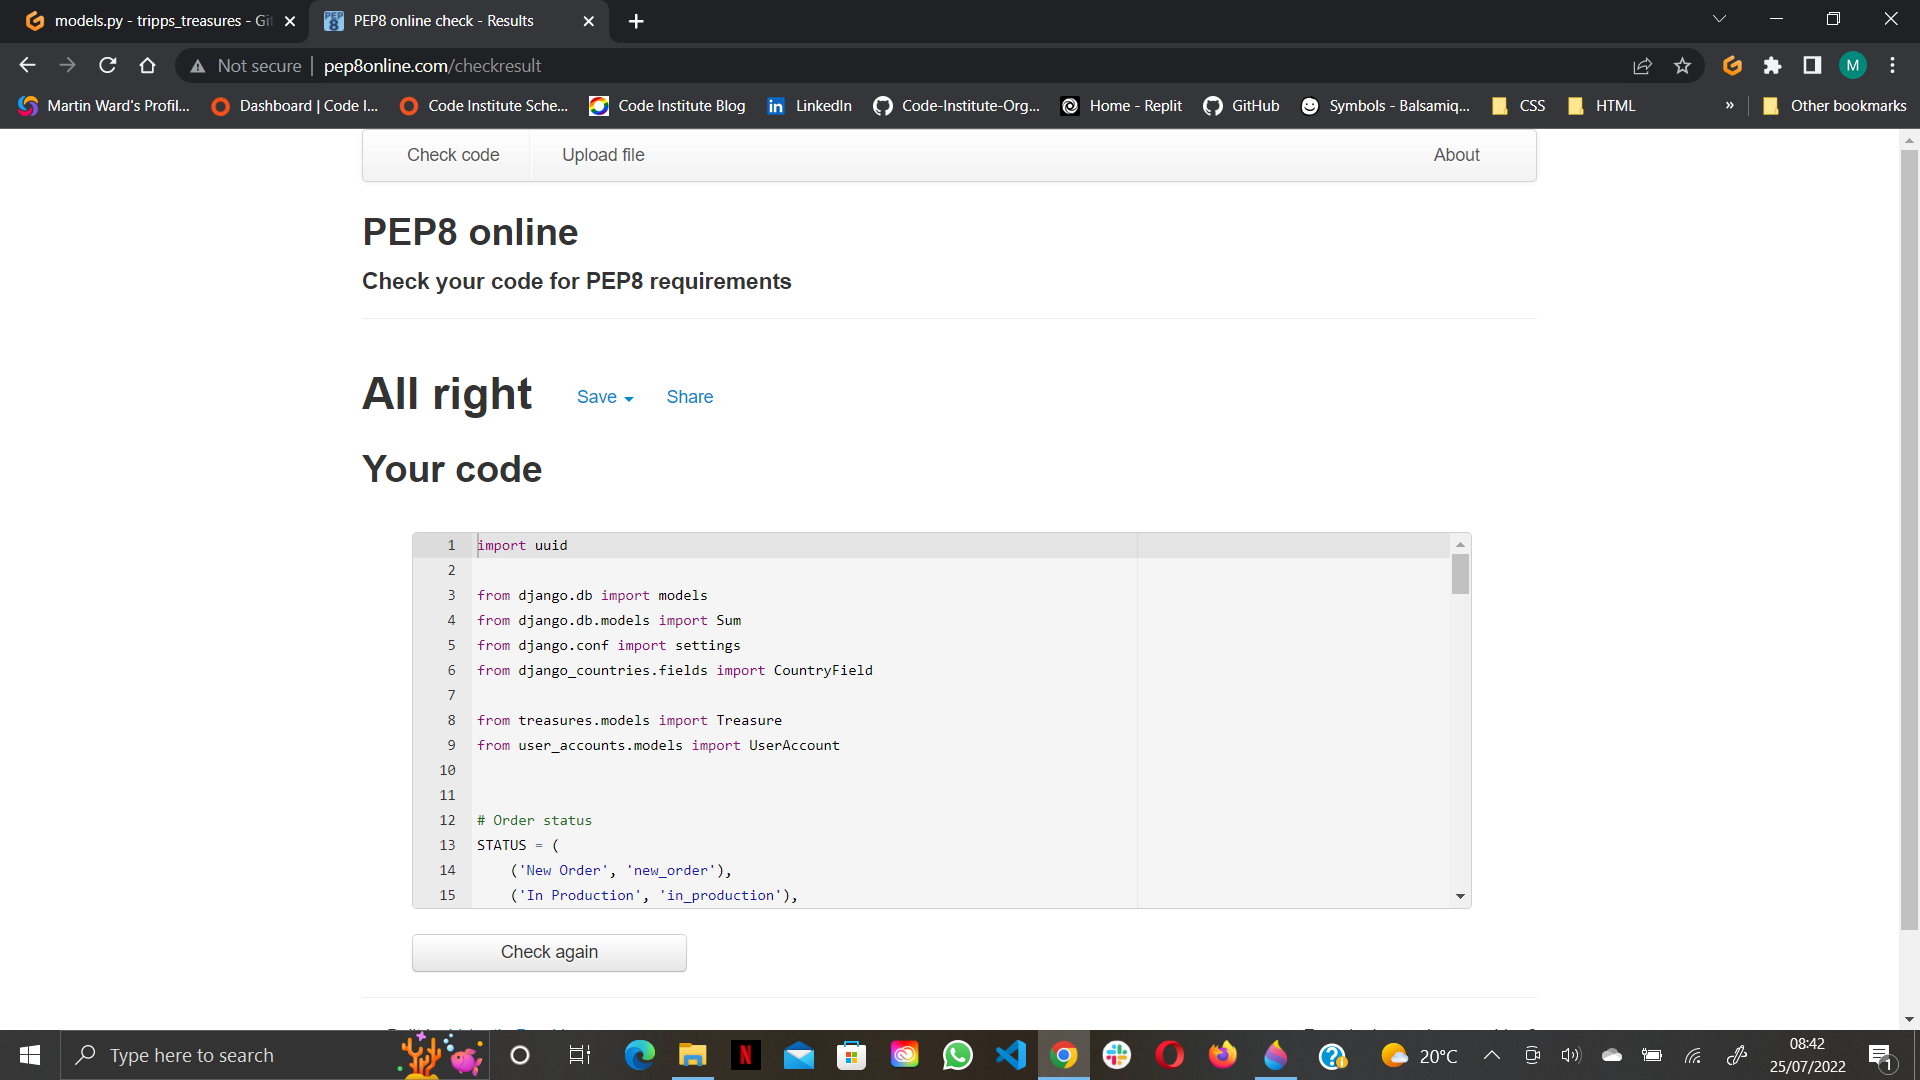 models.py - tripps_treasures - Git
PEP8 online check - Results
Not secure
pep8online.com/checkresult
M
Martin Ward's Profil...
Dashboard | Code I...
Code Institute Sche...
Code Institute Blog
LinkedIn
Code-Institute-Org...
Home - Replit
GitHub
Symbols - Balsamiq...
CSS
HTML
»
Other bookmarks
Check code
Upload file
About
PEP8 online
Check your code for PEP8 requirements
All right
Save
Share
Your code
1 import uuid
2
3 from django.db import models
4 from django.db.models import Sum
5 from django.conf import settings
6 from django_countries.fields import CountryField
7
8 from treasures.models import Treasure
9 from user_accounts.models import UserAccount
10
11
12 # Order status
13 STATUS = (
14 ('New Order', 'new_order'),
15 ('In Production', 'in_production'),
Check again
Type here to search
20°C
08:42
25/07/2022
1